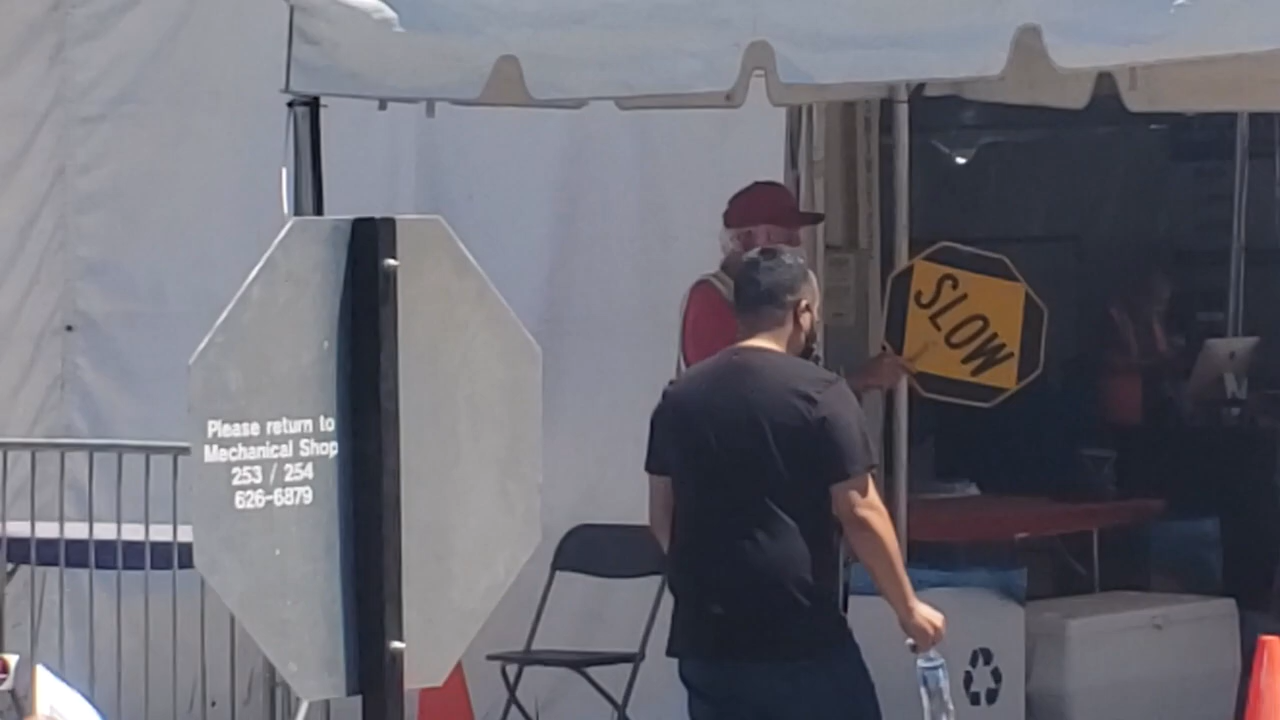 Please return to
Mechanical Shop
253 / 254
626-6879
SLOW